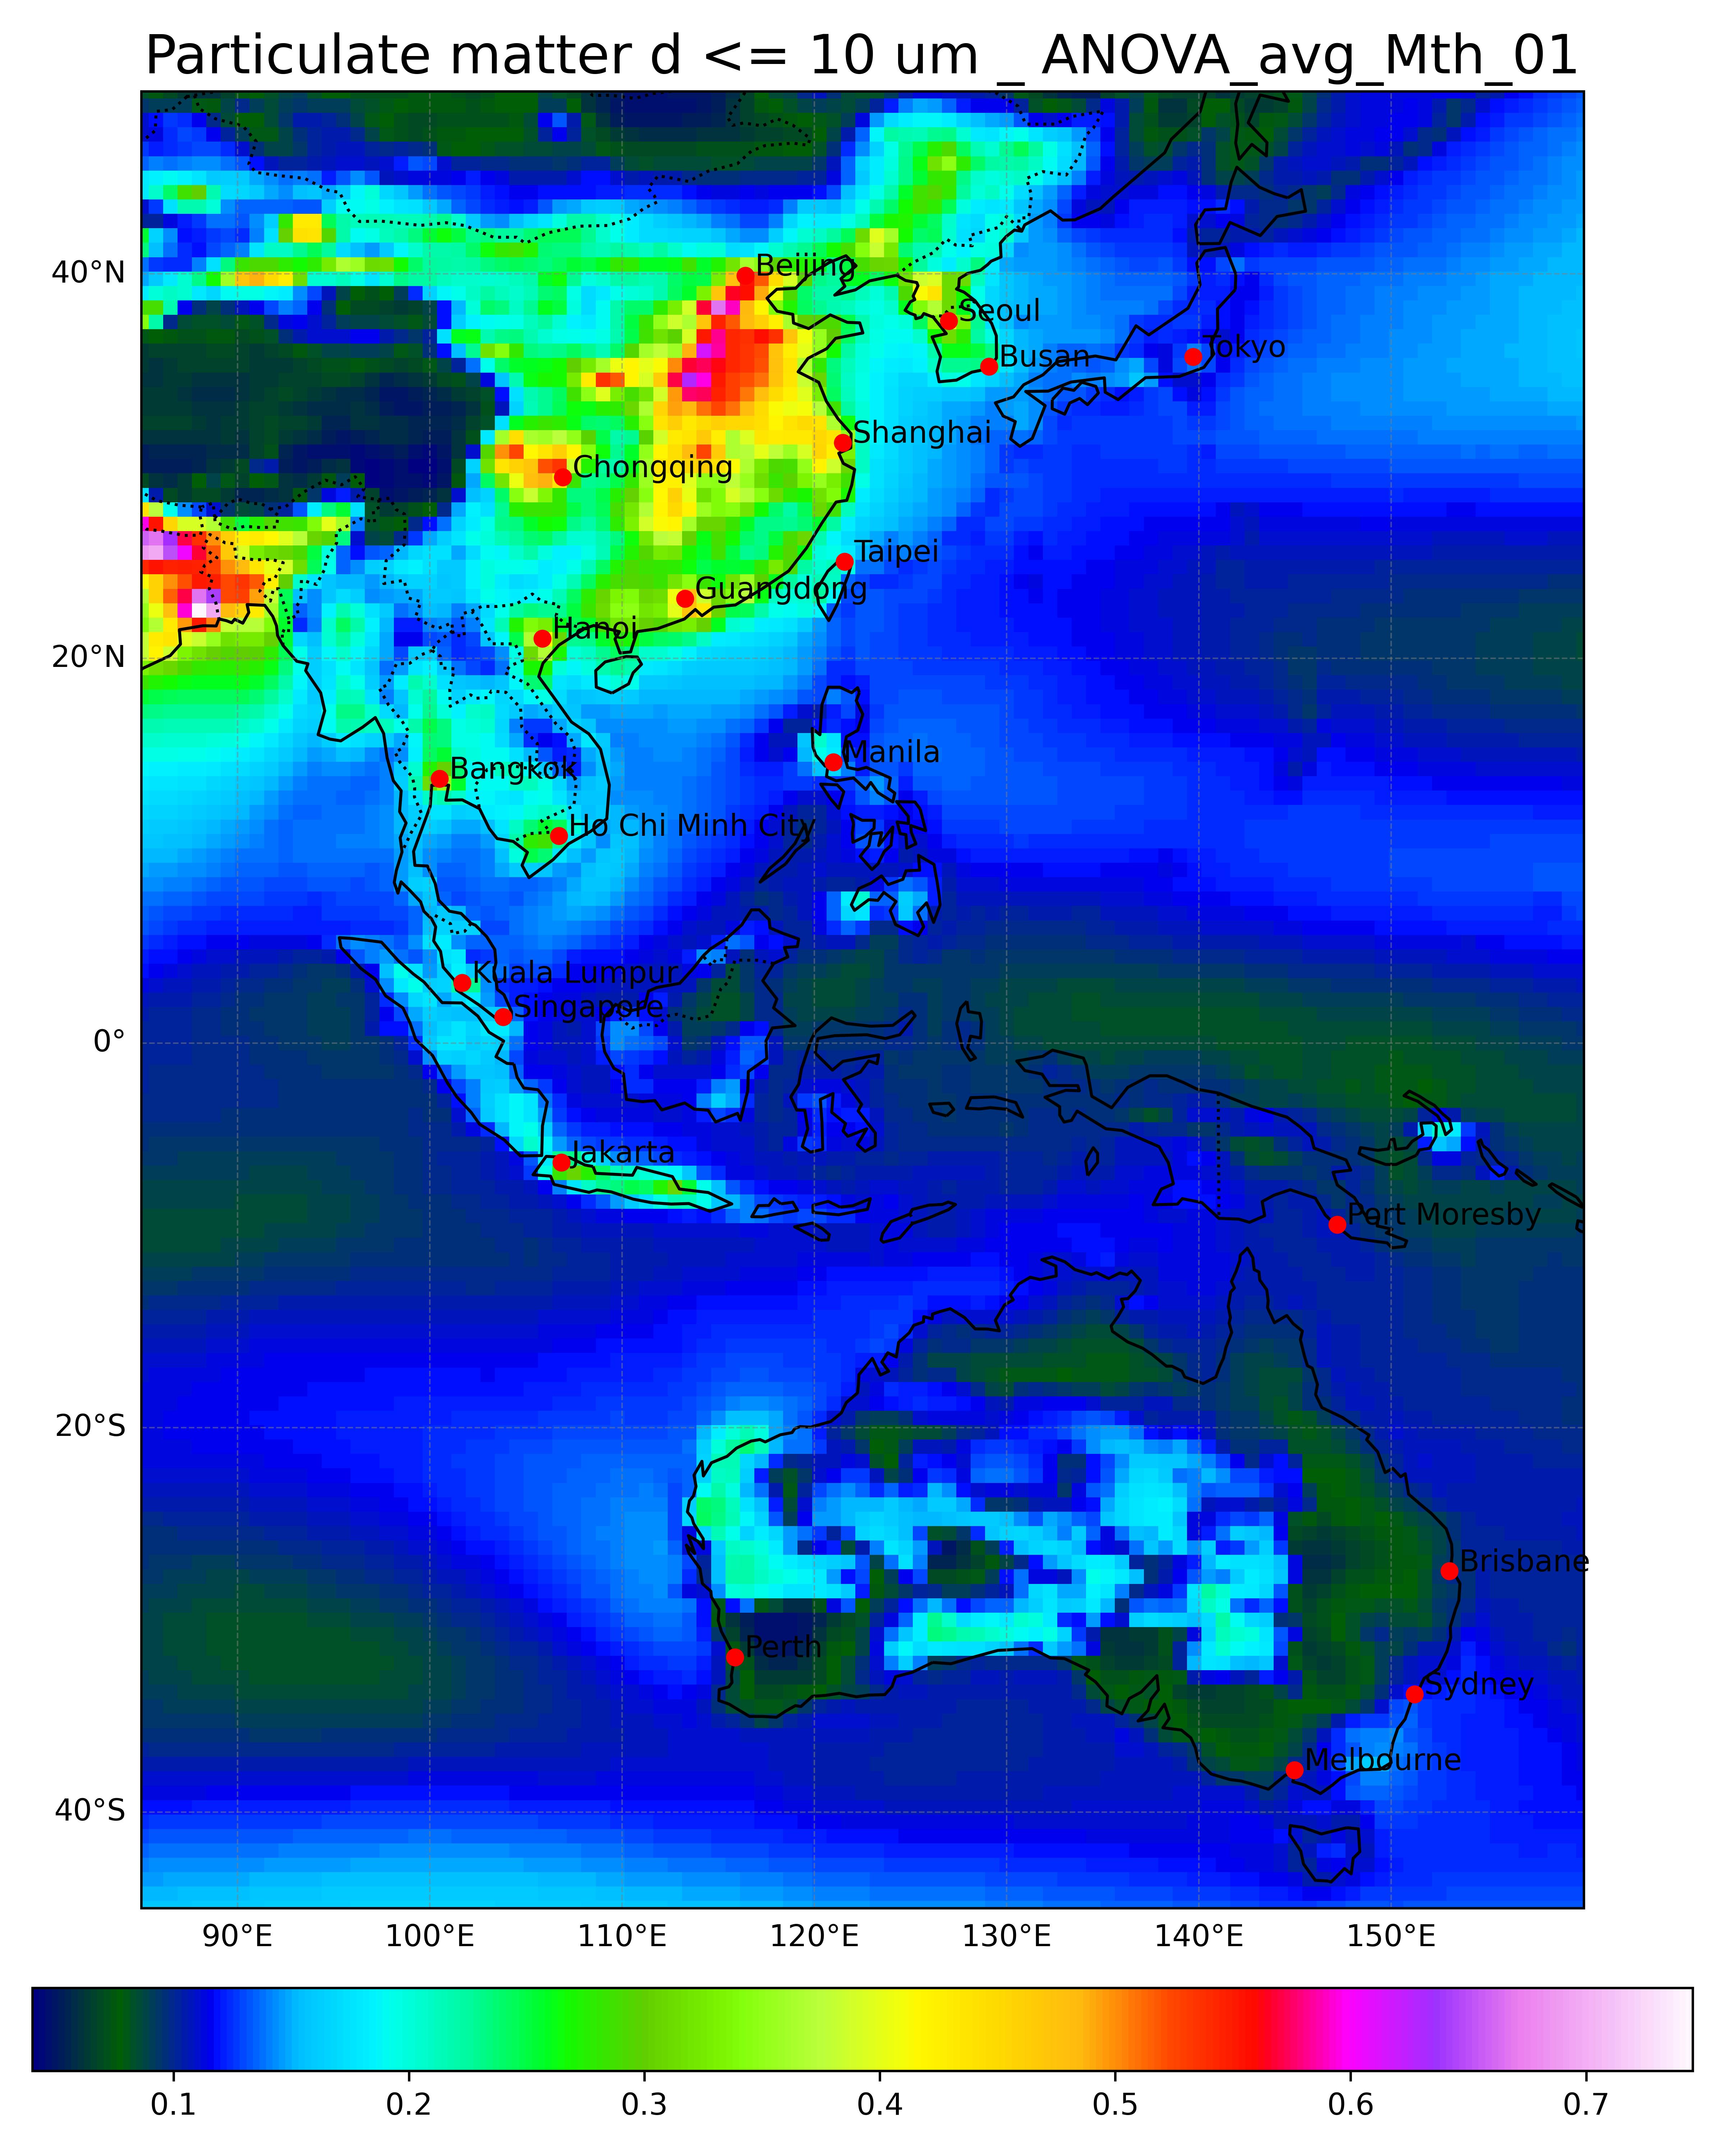 Particulate matter d <= 10 um _ ANOVA_avg_Mth_01
40°N
20°N
0°
20°S
40°S
Beijing
Seoul
Busan
Tokyo
Shanghai
Chongqing
Taipei
Guangdong
Hanoi
Manila
Bangkok
Ho Chi Minh City
Kuala Lumpur
Singapore
Jakarta
Port Moresby
Brisbane
Perth
Sydney
Melbourne
90°E 100°E 110°E 120°E 130°E 140°E 150°E
0.1 0.2 0.3 0.4 0.5 0.6 0.7